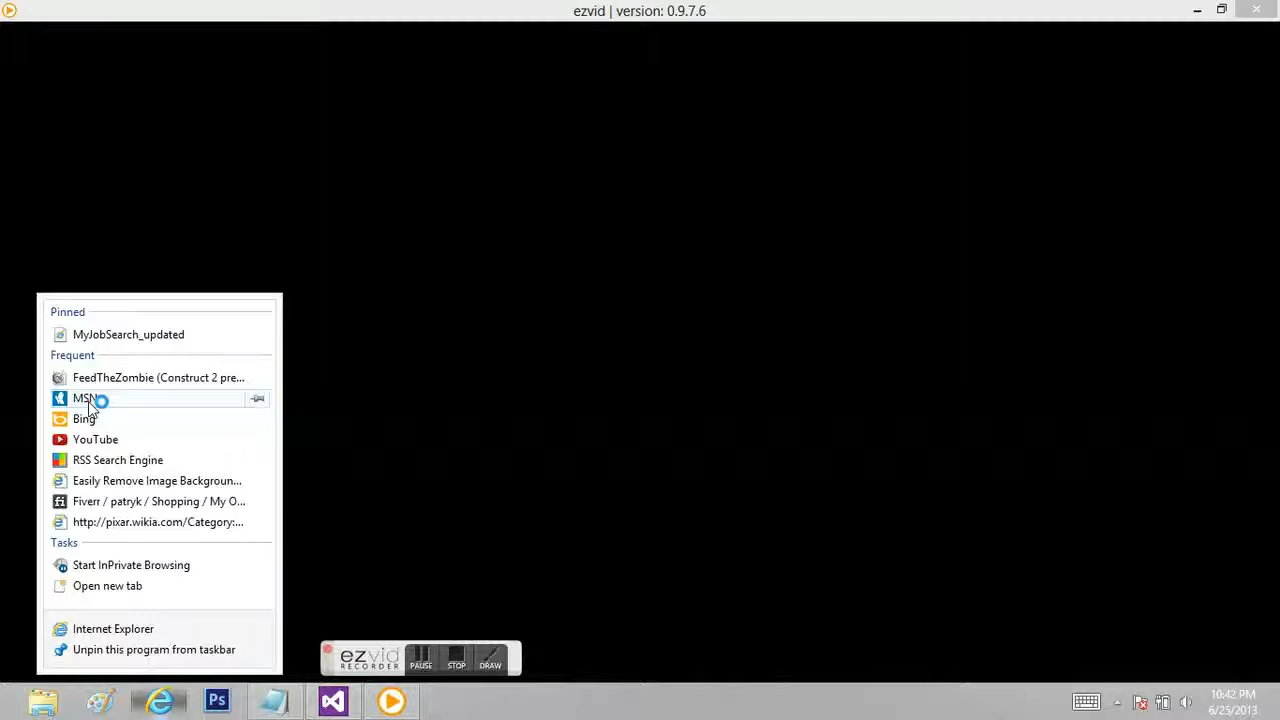 ezvid | version: 0.9.7.6
Pinned
MyJobSearch_updated
Frequent
FeedTheZombie (Construct 2 pre...
MSN
Bing
YouTube
RSS Search Engine
Easily Remove Image Backgroun...
Fiverr / patryk / Shopping / My O...
http://pixar.wikia.com/Category:...
Tasks
Start InPrivate Browsing
Open new tab
Internet Explorer
Unpin this program from taskbar
ezvid
RECORDER
PAUSE STOP DRAW
Ps
10:42 PM
6/25/2013